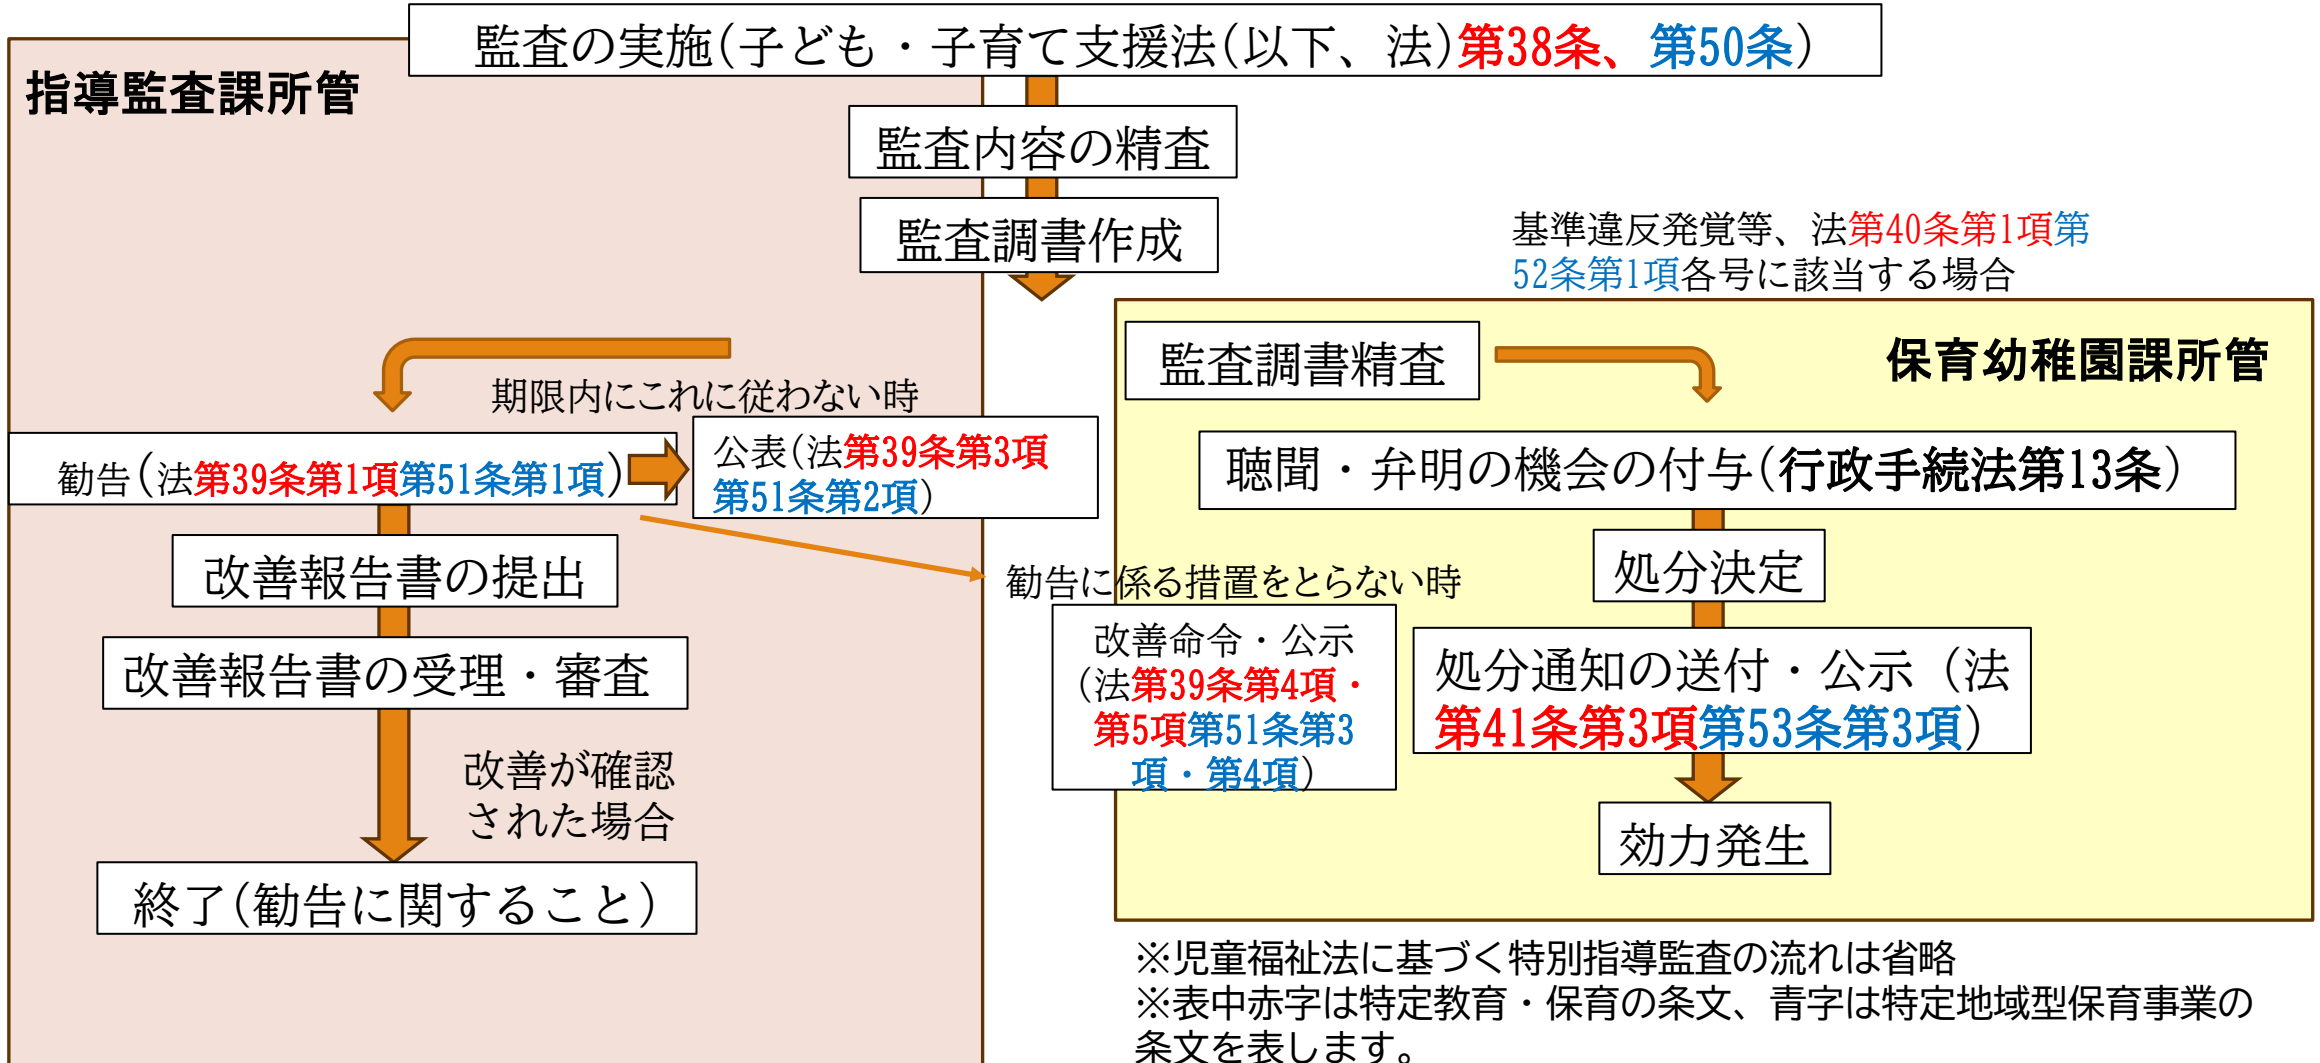 監査の実施(子ども・子育て支援法(以下、法)第38条、第50条)
指導監査課所管
監査内容の精査
監査調書作成
基準違反発覚等、法第40条第1項第
52条第1項各号に該当する場合
監査調書精査
保育幼稚園課所管
期限内にこれに従わない時
勧告(法第39条第1項第51条第1項)
公表(法第39条第3項
第51条第2項)
聴聞・弁明の機会の付与(行政手続法第13条)
改善報告書の提出
勧告に係る措置をとらない時
処分決定
改善命令・公示
(法第39条第4項・
第5項第51条第3
項・第4項)
改善報告書の受理・審査
処分通知の送付・公示(法
第41条第3項第53条第3項)
改善が確認
された場合
効力発生
終了(勧告に関すること)
※児童福祉法に基づく特別指導監査の流れは省略
※表中赤字は特定教育・保育の条文、青字は特定地域型保育事業の
条文を表します。